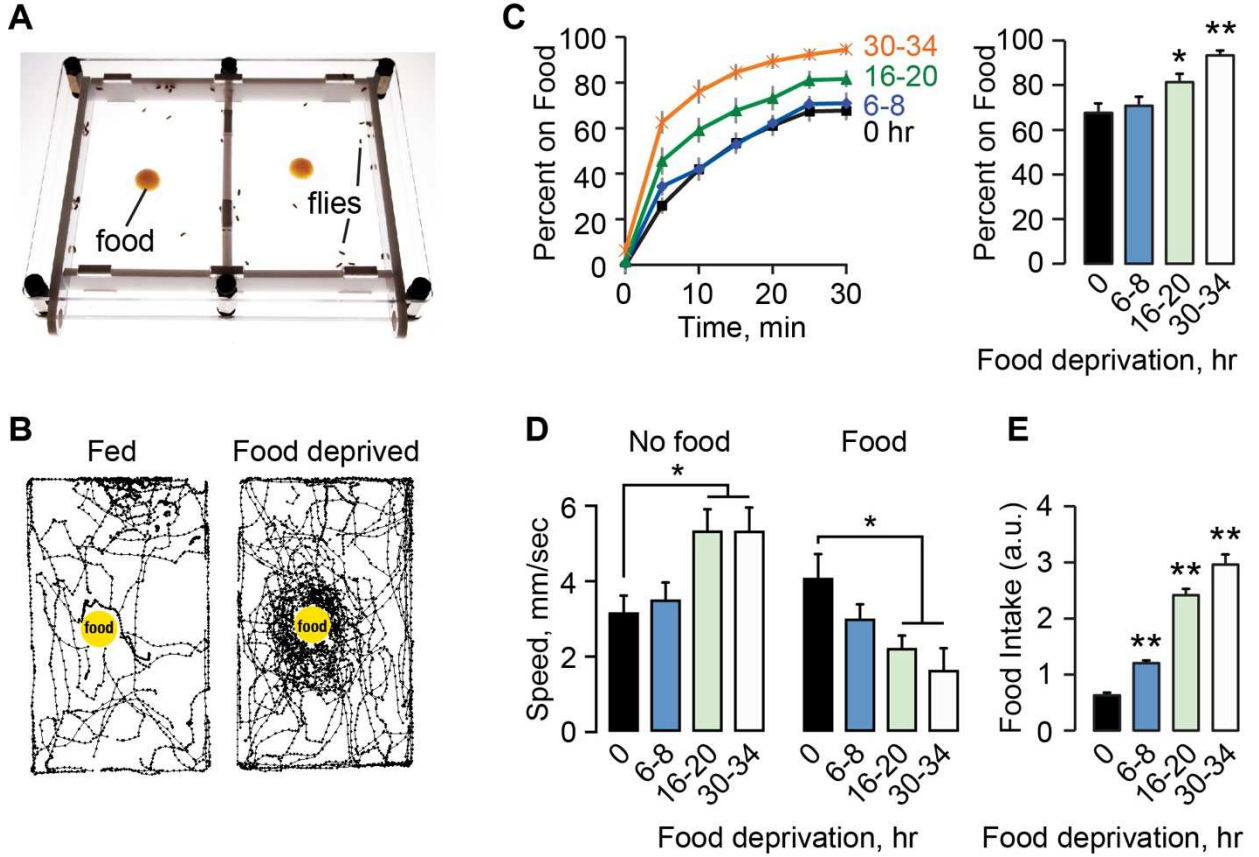 A
food
flies
B
Fed
Food deprived
food
food
C
Percent on Food
100
80
60
40
20
0
0
10
20
30
Time, min
30-34
16-20
6-8
0 hr
Percent on Food
100
80
60
40
20
0
*
**
0
6-8
16-20
30-34
Food deprivation, hr
D
No food
Food
Speed, mm/sec
6
4
2
0
*
*
0
6-8
16-20
30-34
0
6-8
16-20
30-34
Food deprivation, hr
E
Food Intake (a.u.)
4
3
2
1
0
**
**
**
0
6-8
16-20
30-34
Food deprivation, hr